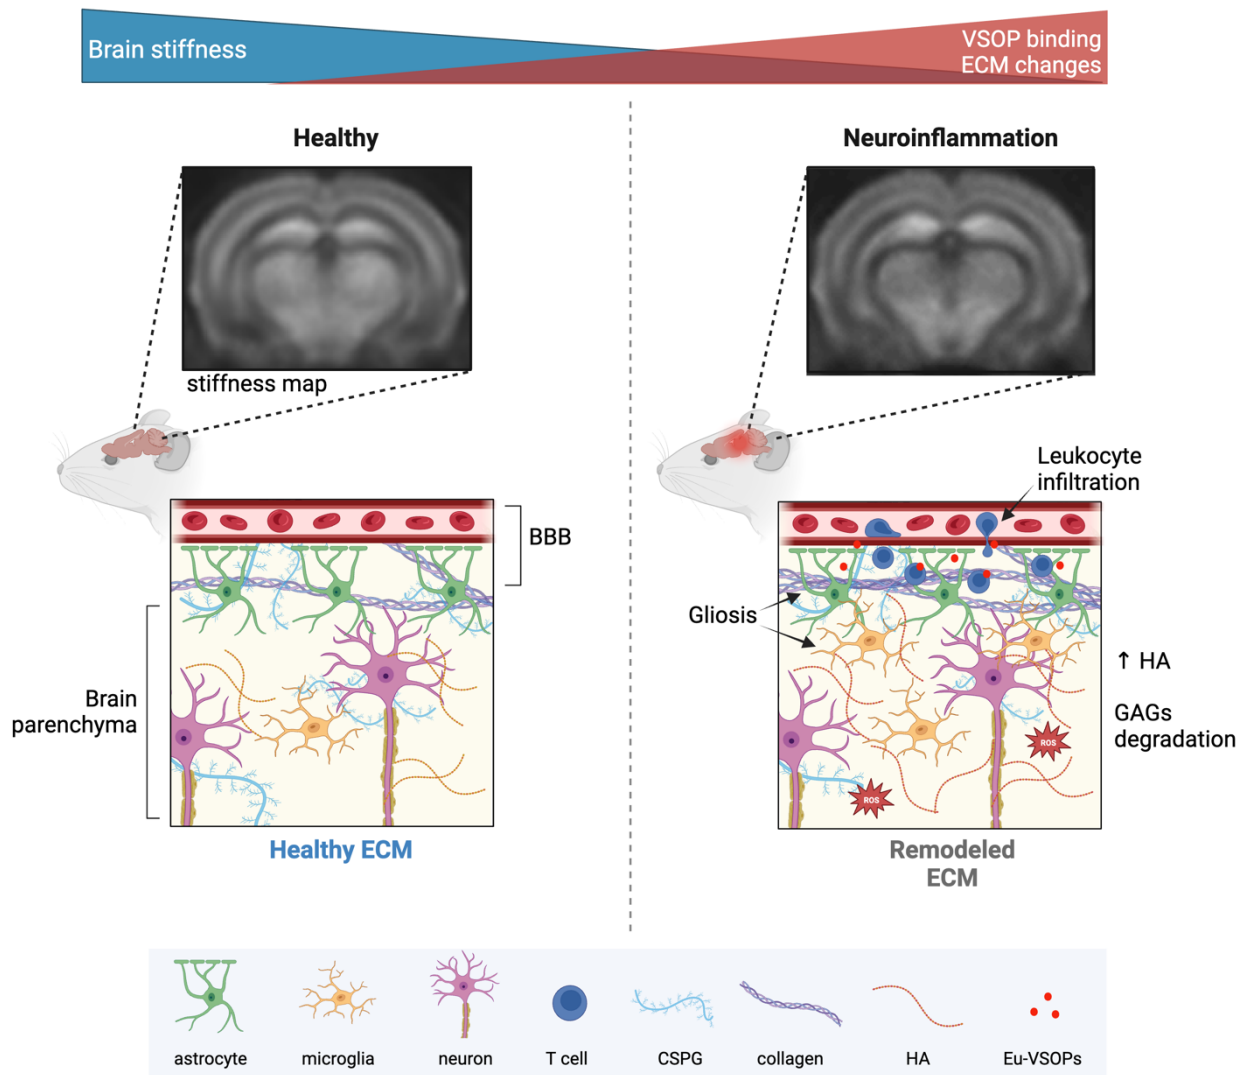 Brain stiffness
VSOP binding
ECM changes
Healthy
Neuroinflammation
stiffness map
Leukocyte
infiltration
BBB
Gliosis
Brain
parenchyma
↑ HA
GAGs
degradation
ROS
ROS
Healthy ECM
Remodeled
ECM
astrocyte
microglia
neuron
T cell
CSPG
collagen
HA
Eu-VSOPs